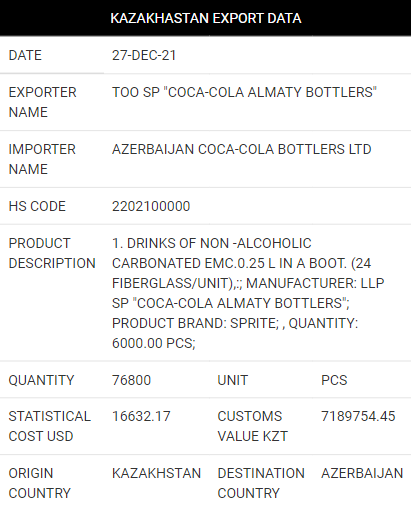 KAZAKHASTAN EXPORT DATA
DATE 27-DEC-21
EXPORTER NAME TOO SP "COCA-COLA ALMATY BOTTLERS"
IMPORTER NAME AZERBAIJAN COCA-COLA BOTTLERS LTD
HS CODE 2202100000
PRODUCT DESCRIPTION
1. DRINKS OF NON -ALCOHOLIC
CARBONATED EMC.0.25 L IN A BOOT. (24
FIBERGLASS/UNIT),:; MANUFACTURER: LLP
SP "COCA-COLA ALMATY BOTTLERS";
PRODUCT BRAND: SPRITE; , QUANTITY:
6000.00 PCS;
QUANTITY 76800 UNIT PCS
STATISTICAL COST USD 16632.17 CUSTOMS VALUE KZT 7189754.45
ORIGIN COUNTRY KAZAKHSTAN DESTINATION COUNTRY AZERBAIJAN